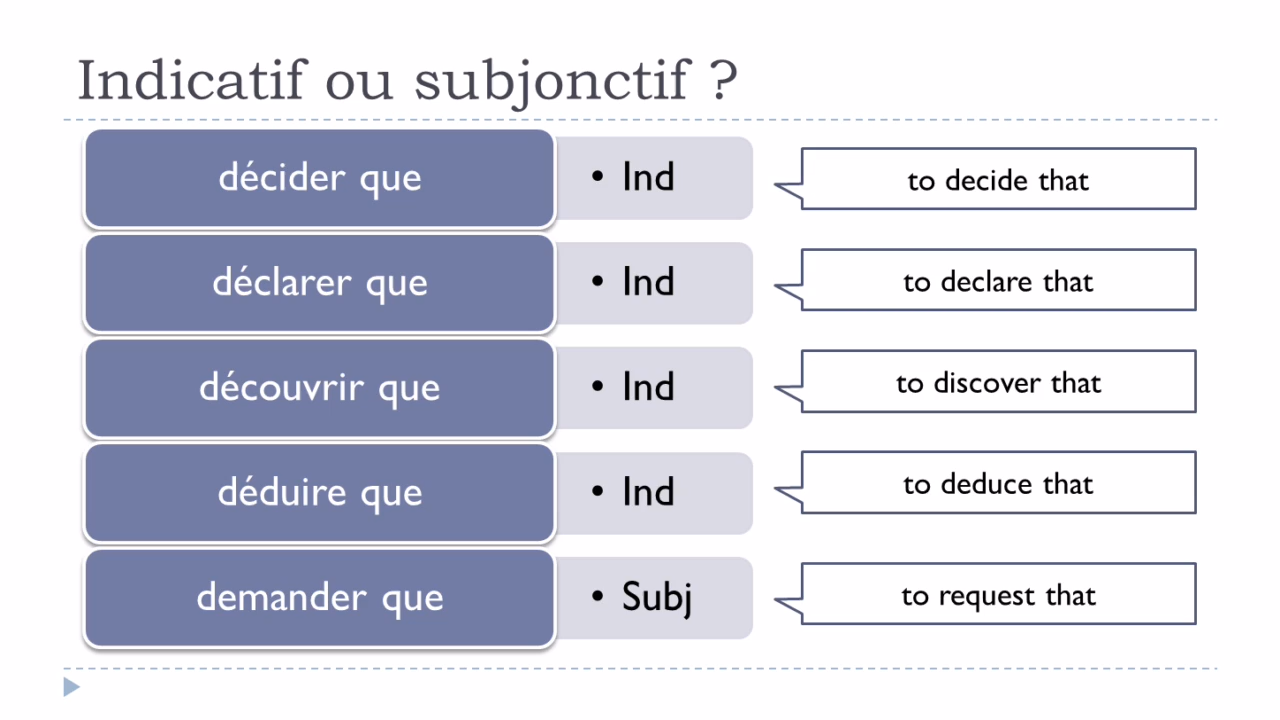 Indicatif ou subjonctif ?
décider que
• Ind
to decide that
déclarer que
• Ind
to declare that
découvrir que
• Ind
to discover that
déduire que
• Ind
to deduce that
demander que
• Subj
to request that